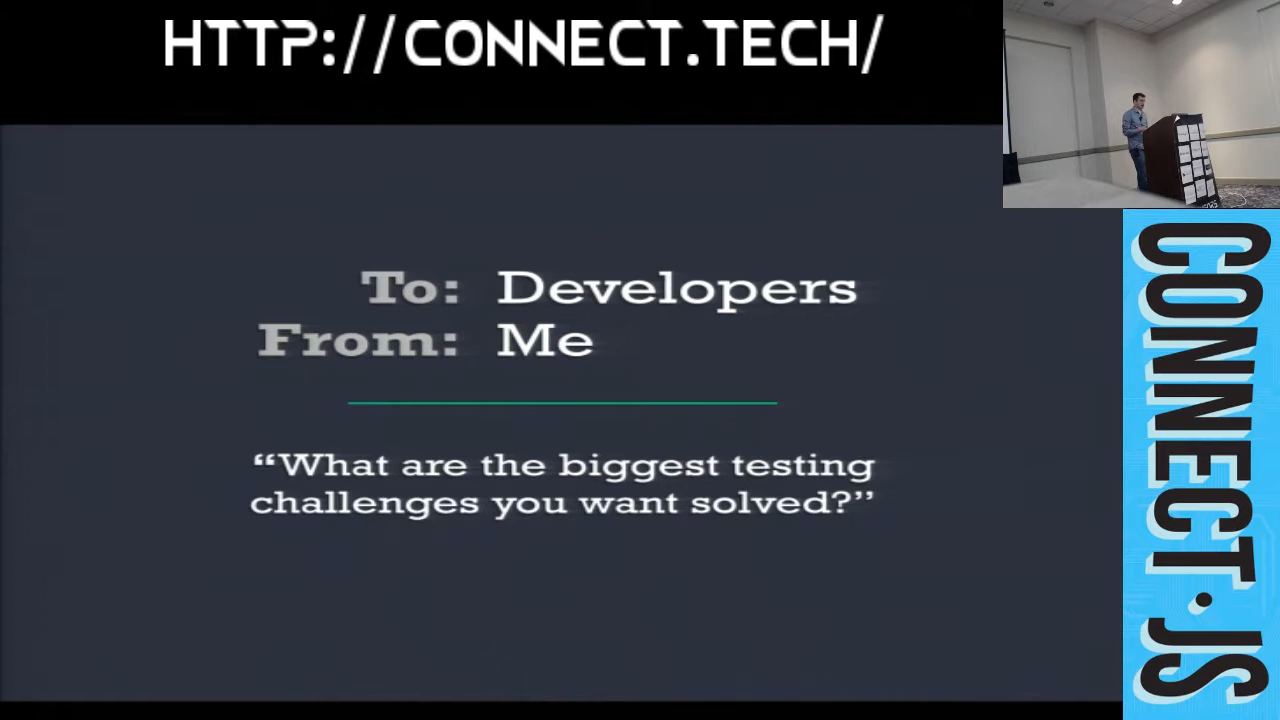 HTTP://CONNECT.TECH/
To: Developers
From: Me
“What are the biggest testing
challenges you want solved?”
CONNECT.JS